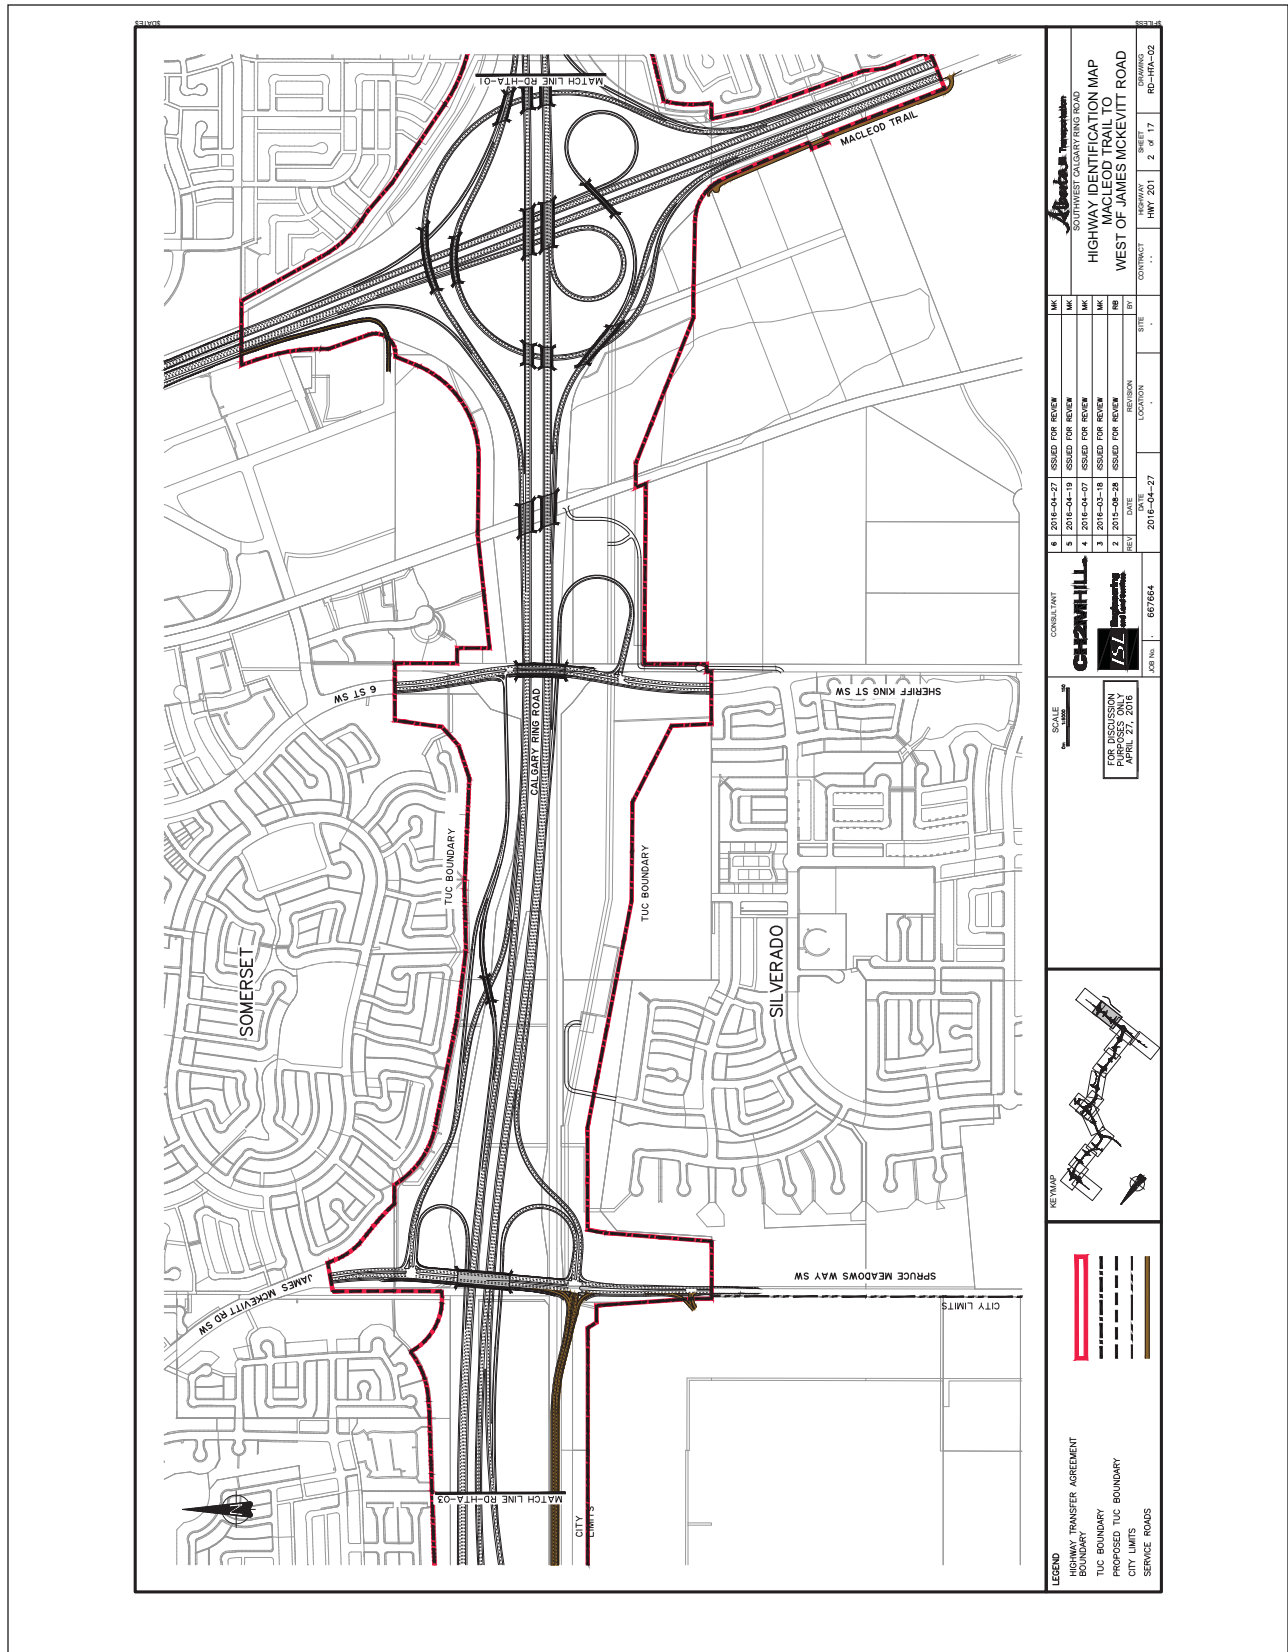 $DATE$
$FILES$
MATCH LINE RD-HTA-01
MACLEOD TRAIL
6 ST SW
SHERIFF KING ST SW
CALGARY RING ROAD
TUC BOUNDARY
TUC BOUNDARY
SOMERSET
SILVERADO
JAMES MCKEVITT RD SW
SPRUCE MEADOWS WAY SW
CITY LIMITS
MATCH LINE RD-HTA-03
CITY
LIMITS
N
LEGEND
HIGHWAY TRANSFER AGREEMENT
BOUNDARY
TUC BOUNDARY
PROPOSED TUC BOUNDARY
CITY LIMITS
SERVICE ROADS
KEYMAP
SCALE
FOR DISCUSSION
PURPOSES ONLY
APRIL 27, 2016
CONSULTANT
CH2MHILL
ISL Engineering
and Land Services
JOB No. 667664
6 2016-04-27 ISSUED FOR REVIEW MK
5 2016-04-19 ISSUED FOR REVIEW MK
4 2016-04-07 ISSUED FOR REVIEW MK
3 2016-03-18 ISSUED FOR REVIEW MK
2 2015-08-28 ISSUED FOR REVIEW RB
REV DATE REVISION BY
DATE LOCATION SITE
2016-04-27 - -
Alberta Transportation
SOUTHWEST CALGARY RING ROAD
HIGHWAY IDENTIFICATION MAP
MACLEOD TRAIL TO
WEST OF JAMES MCKEVITT ROAD
CONTRACT HIGHWAY SHEET DRAWING
-- HWY 201 2 of 17 RD-HTA-02